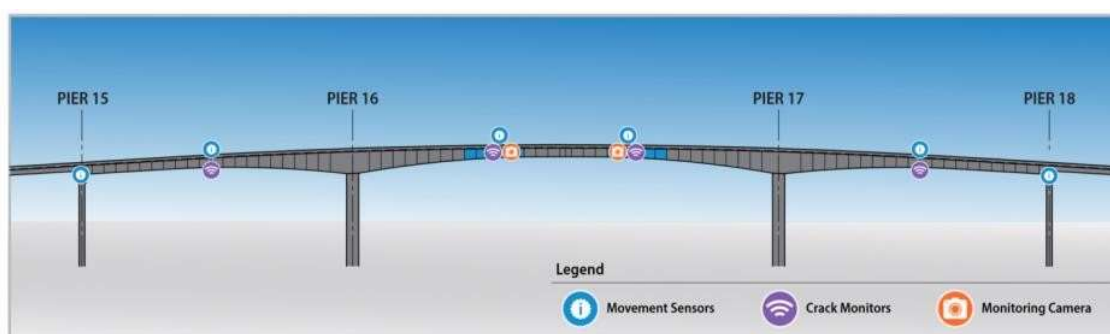 PIER 15
PIER 16
PIER 17
PIER 18
Legend
Movement Sensors
Crack Monitors
Monitoring Camera